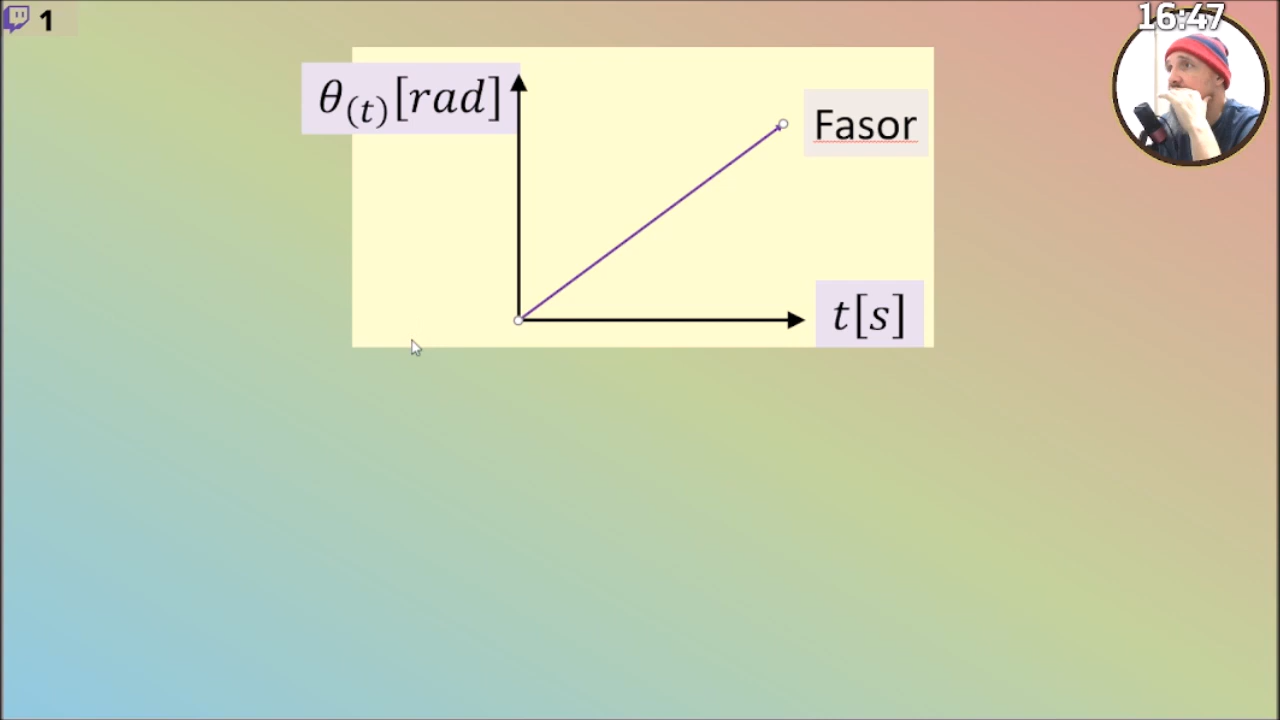 1
16:47
θ(t)[rad]
Fasor
t[s]